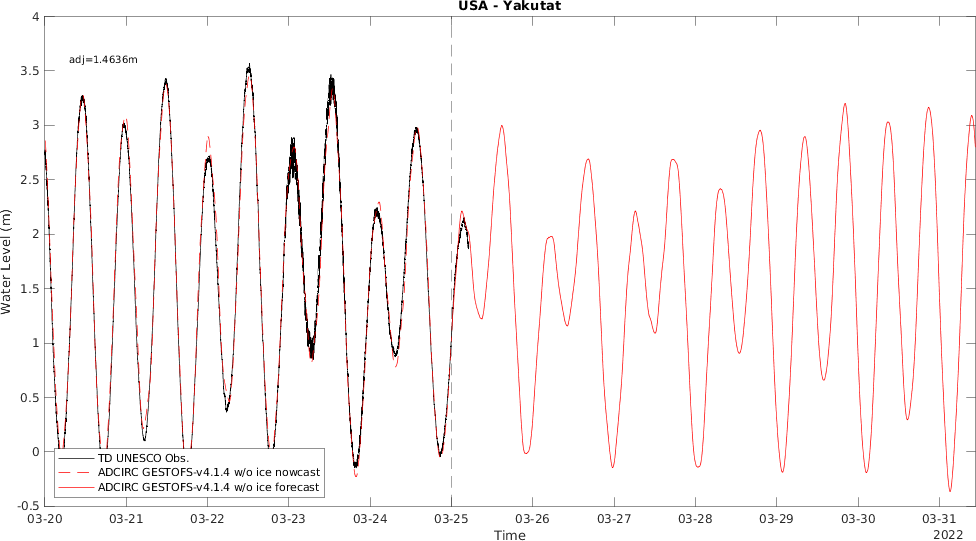 USA - Yakutat
4
3.5
3
2.5
2
1.5
1
0.5
0
-0.5
Water Level (m)
adj=1.4636m
TD UNESCO Obs.
ADCIRC GESTOFS-v4.1.4 w/o ice nowcast
ADCIRC GESTOFS-v4.1.4 w/o ice forecast
03-20 03-21 03-22 03-23 03-24 03-25 03-26 03-27 03-28 03-29 03-30 03-31
Time
2022